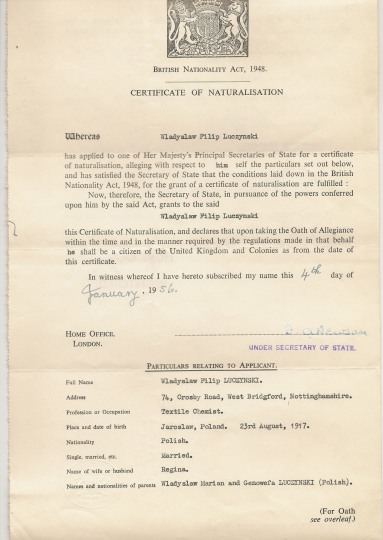 BRITISH NATIONALITY ACT, 1948.
CERTIFICATE OF NATURALISATION
Whereas Wladyslaw Filip Luczynski
has applied to one of Her Majesty's Principal Secretaries of State for a certificate
of naturalisation, alleging with respect to him self the particulars set out below,
and has satisfied the Secretary of State that the conditions laid down in the British
Nationality Act, 1948, for the grant of a certificate of naturalisation are fulfilled :
Now, therefore, the Secretary of State, in pursuance of the powers conferred
upon him by the said Act, grants to the said
Wladyslaw Filip Luczynski
this Certificate of Naturalisation, and declares that upon taking the Oath of Allegiance
within the time and in the manner required by the regulations made in that behalf
he shall be a citizen of the United Kingdom and Colonies as from the date of
this certificate.
In witness whereof I have hereto subscribed my name this 4th day of
January, 1956.
HOME OFFICE,
LONDON.
UNDER SECRETARY OF STATE.
PARTICULARS RELATING TO APPLICANT.
Full Name Wladyslaw Filip LUCZYNSKI.
Address 74, Crosby Road, West Bridgford, Nottinghamshire.
Profession or Occupation Textile Chemist.
Place and date of birth Jaroslaw, Poland. 23rd August, 1917.
Nationality Polish.
Single, married, etc. Married.
Name of wife or husband Regina.
Names and nationalities of parents Wladyslaw Marian and Genowefa LUCZYNSKI (Polish).
(For Oath
see overleaf)